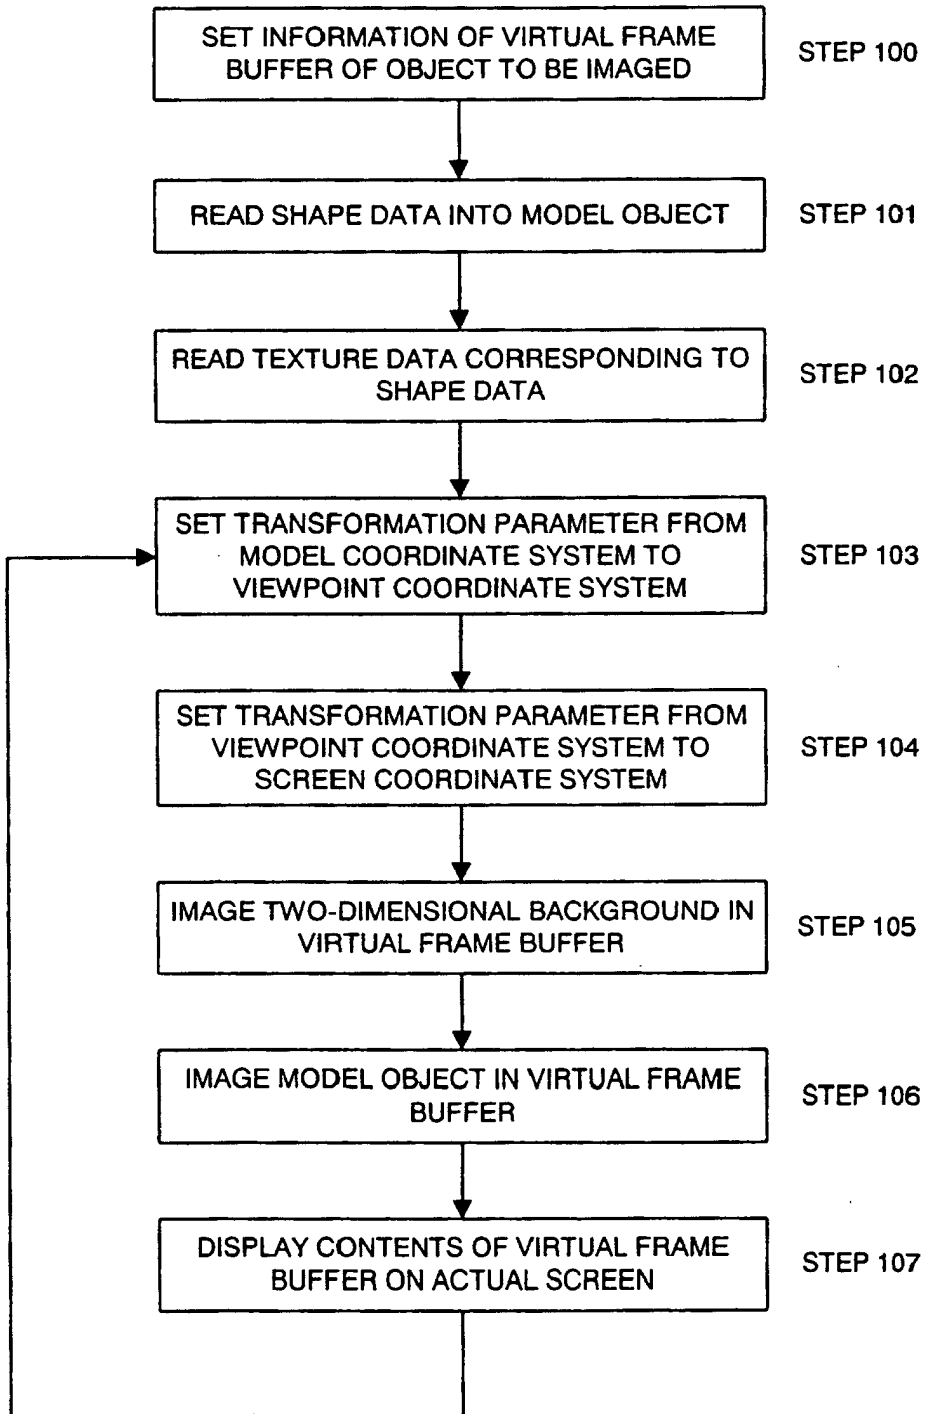 SET INFORMATION OF VIRTUAL FRAME
BUFFER OF OBJECT TO BE IMAGED
STEP 100
READ SHAPE DATA INTO MODEL OBJECT
STEP 101
READ TEXTURE DATA CORRESPONDING TO
SHAPE DATA
STEP 102
SET TRANSFORMATION PARAMETER FROM
MODEL COORDINATE SYSTEM TO
VIEWPOINT COORDINATE SYSTEM
STEP 103
SET TRANSFORMATION PARAMETER FROM
VIEWPOINT COORDINATE SYSTEM TO
SCREEN COORDINATE SYSTEM
STEP 104
IMAGE TWO-DIMENSIONAL BACKGROUND IN
VIRTUAL FRAME BUFFER
STEP 105
IMAGE MODEL OBJECT IN VIRTUAL FRAME
BUFFER
STEP 106
DISPLAY CONTENTS OF VIRTUAL FRAME
BUFFER ON ACTUAL SCREEN
STEP 107